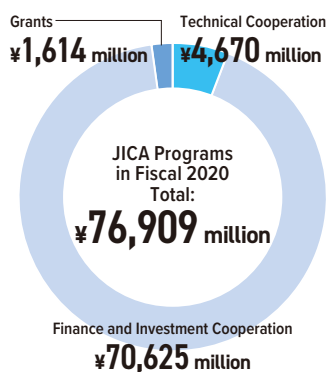 Grants
¥1,614 million
Technical Cooperation
¥4,670 million
JICA Programs
in Fiscal 2020
Total:
¥76,909 million
Finance and Investment Cooperation
¥70,625 million